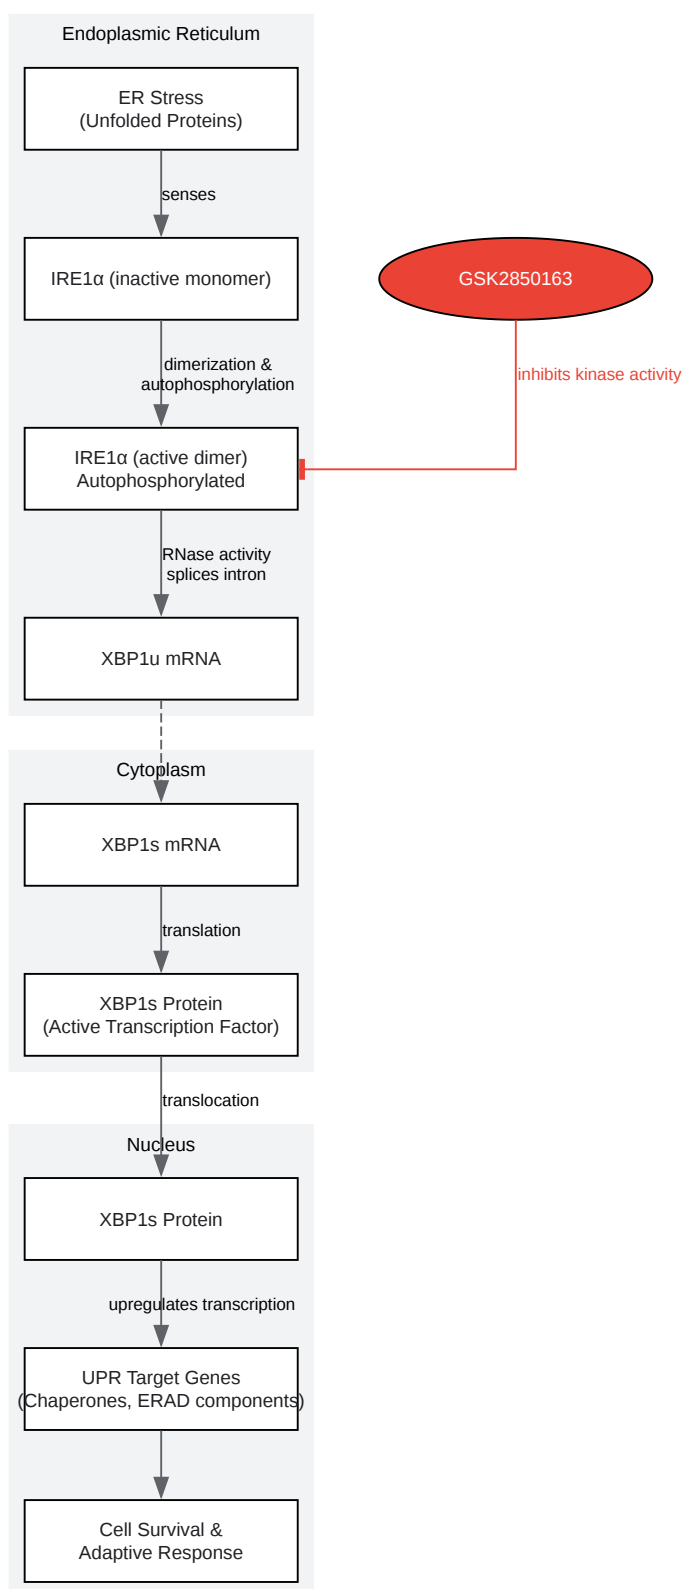 Endoplasmic Reticulum
ER Stress
(Unfolded Proteins)
senses
IRE1α (inactive monomer)
GSK2850163
dimerization &
autophosphorylation
inhibits kinase activity
IRE1α (active dimer)
Autophosphorylated
RNase activity
splices intron
XBP1u mRNA
Cytoplasm
XBP1s mRNA
translation
XBP1s Protein
(Active Transcription Factor)
translocation
Nucleus
XBP1s Protein
upregulates transcription
UPR Target Genes
(Chaperones, ERAD components)
Cell Survival &
Adaptive Response